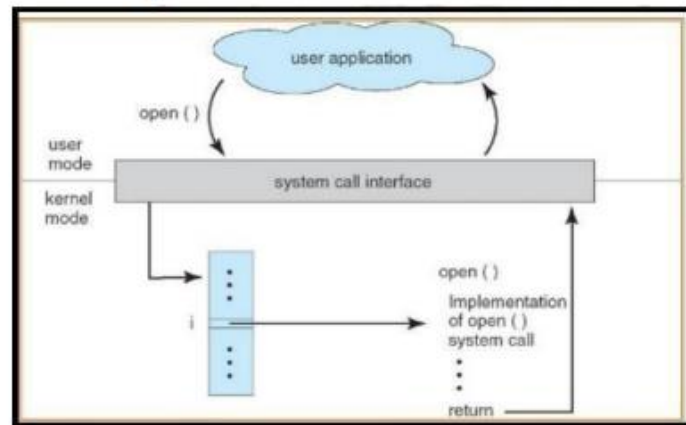 user application
open ( )
user
mode
system call interface
kernel
mode
open ( )
Implementation
i
of open ( )
system call
return